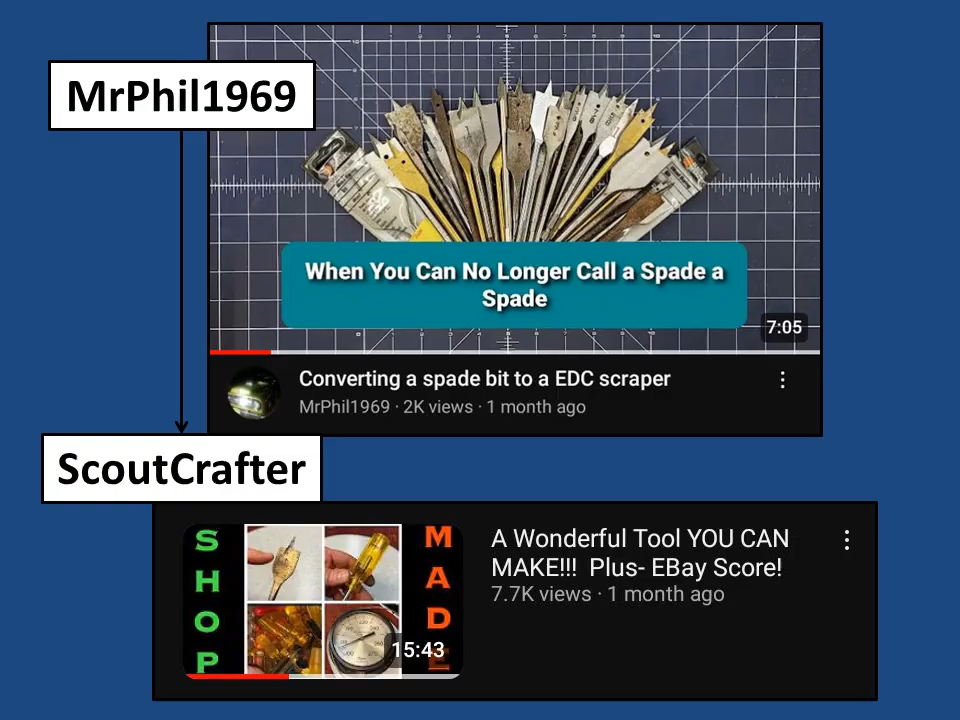 MrPhil1969
When You Can No Longer Call a Spade a
Spade
7:05
Converting a spade bit to a EDC scraper
MrPhil1969 · 2K views · 1 month ago
ScoutCrafter
S
H
O
P
M
A
D
E
15:43
A Wonderful Tool YOU CAN
MAKE!!! Plus- EBay Score!
7.7K views · 1 month ago